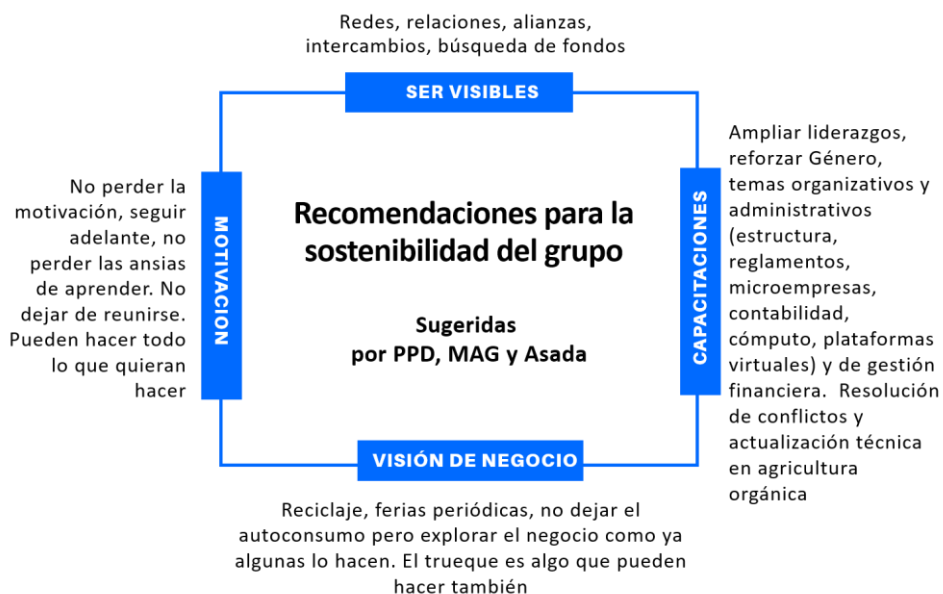 Redes, relaciones, alianzas,
intercambios, búsqueda de fondos
SER VISIBLES
No perder la
motivación, seguir
adelante, no
perder las ansias
de aprender. No
dejar de reunirse.
Pueden hacer todo
lo que quieran
hacer
MOTIVACION
Recomendaciones para la
sostenibilidad del grupo
Sugeridas
por PPD, MAG y Asada
CAPACITACIONES
Ampliar liderazgos,
reforzar Género,
temas organizativos y
administrativos
(estructura,
reglamentos,
microempresas,
contabilidad,
cómputo, plataformas
virtuales) y de gestión
financiera. Resolución
de conflictos y
actualización técnica
en agricultura
orgánica
VISIÓN DE NEGOCIO
Reciclaje, ferias periódicas, no dejar el
autoconsumo pero explorar el negocio como ya
algunas lo hacen. El trueque es algo que pueden
hacer también